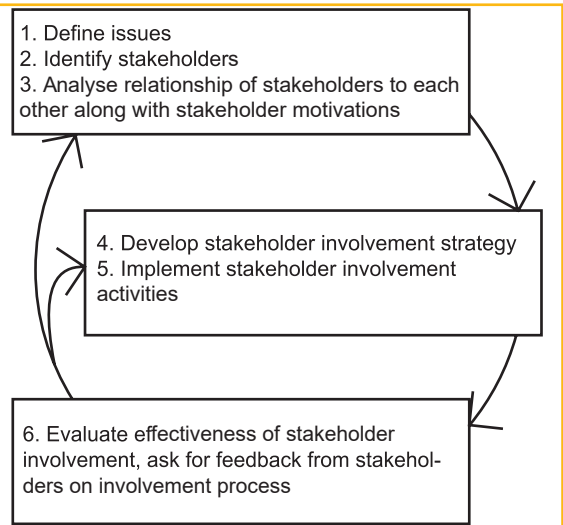 1. Define issues
2. Identify stakeholders
3. Analyse relationship of stakeholders to each
other along with stakeholder motivations
4. Develop stakeholder involvement strategy
5. Implement stakeholder involvement
activities
6. Evaluate effectiveness of stakeholder
involvement, ask for feedback from stakehol-
ders on involvement process